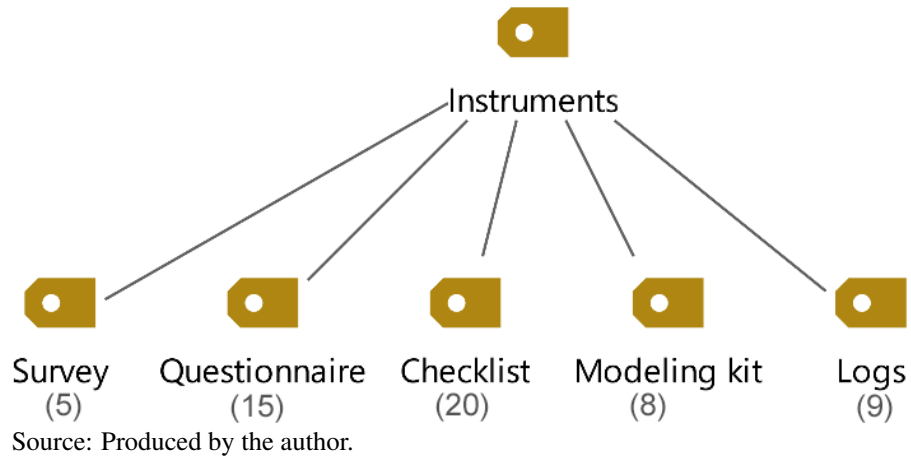 Instruments
Survey Questionnaire Checklist Modeling kit Logs
(5) (15) (20) (8) (9)
Source: Produced by the author.